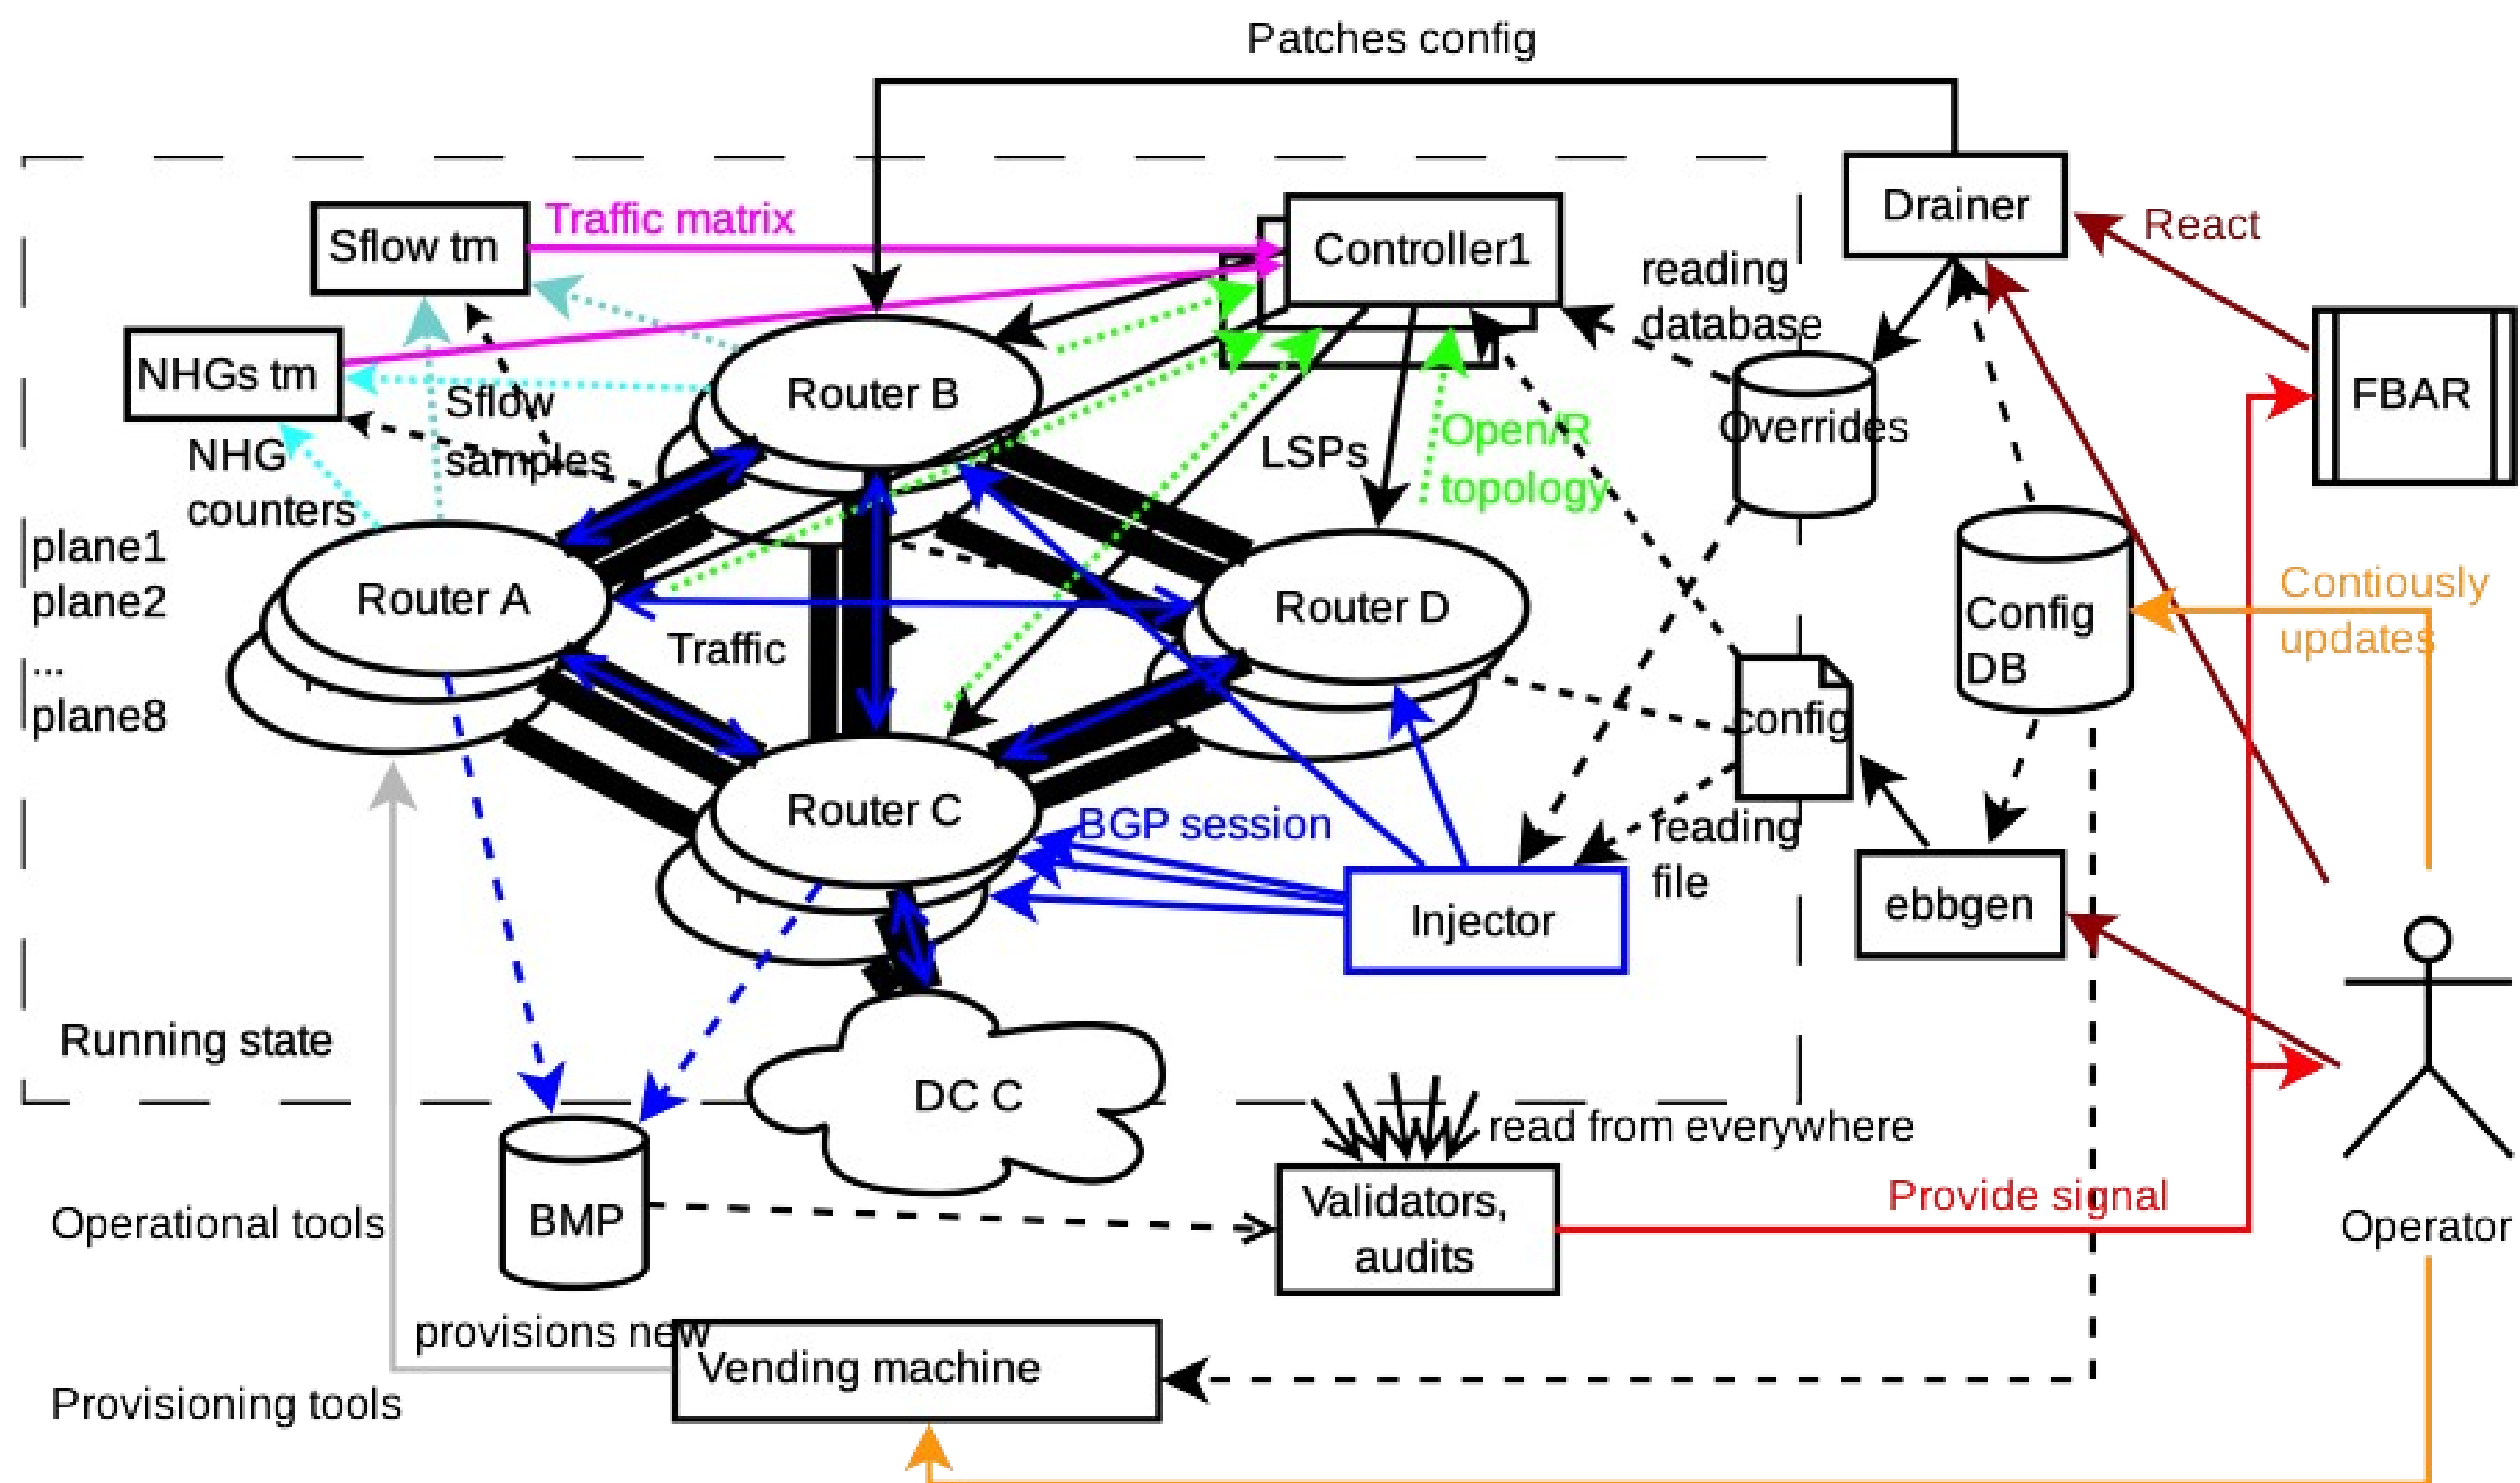 Patches config
Drainer
React
Sflow tm
Traffic matrix
Controller1
reading
database
NHGs tm
Router B
FBAR
Sflow
samples
NHG
counters
LSPs
Open/R
topology
Overrides
plane1
plane2
...
plane8
Router A
Router D
Traffic
Config
DB
Contiously
updates
config
Router C
BGP session
reading
file
Injector
ebbgen
Running state
DC C
read from everywhere
Operational tools
BMP
Validators,
audits
Provide signal
Operator
provisions new
Vending machine
Provisioning tools